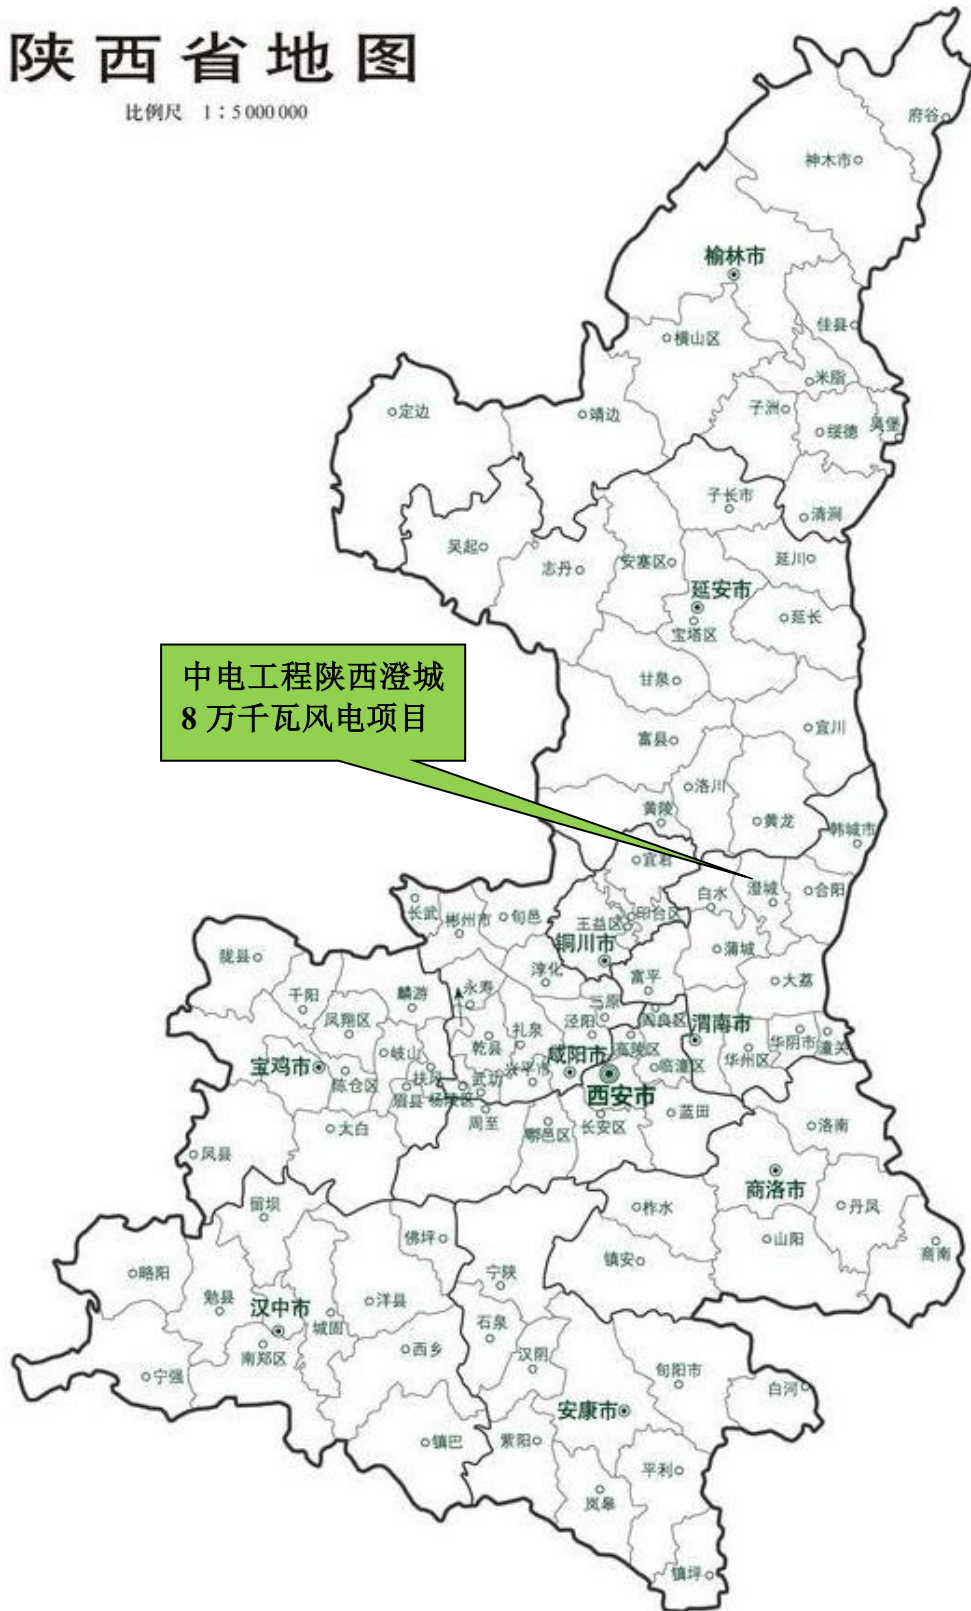 陕西省地图
比例尺 1:5 000 000
府谷
神木市
榆林市
佳县
横山区
米脂
定边
靖边
子洲
绥德
吴堡
子长市
清涧
吴起
志丹
安塞区
延川
延安市
延长
宝塔区
中电工程陕西澄城
8 万千瓦风电项目
甘泉
富县
宜川
洛川
黄陵
黄龙
韩城市
宜君
白水
澄城
合阳
长武
彬州市
旬邑
王益区
印台区
铜川市
蒲城
陇县
淳化
富平
大荔
千阳
麟游
永寿
三原
阎良区
渭南市
凤翔区
乾县
礼泉
泾阳
高陵区
华州区
华阴市
潼关
宝鸡市
陈仓区
岐山
扶风
武功
兴平市
咸阳市
临潼区
眉县
杨陵区
西安市
太白
周至
鄠邑区
长安区
蓝田
洛南
凤县
商洛市
留坝
佛坪
柞水
丹凤
山阳
商南
略阳
勉县
汉中市
城固
洋县
宁陕
镇安
石泉
南郑区
西乡
汉阴
旬阳市
宁强
白河
安康市
镇巴
紫阳
平利
岚皋
镇坪